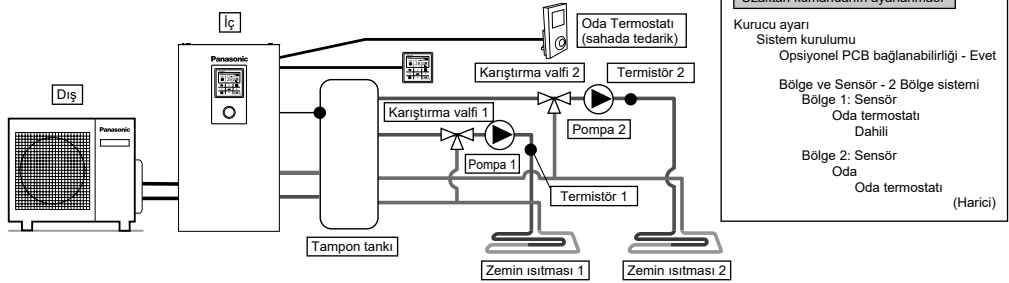 Uzaktan kumandanın ayarlanması
Kurucu ayarı
Sistem kurulumu
Opsiyonel PCB bağlanabilirliği - Evet
Bölge ve Sensör - 2 Bölge sistemi
Bölge 1: Sensör
Oda termostatı
Dahili
Bölge 2: Sensör
Oda
Oda termostatı
(Harici)
İç
Oda Termostatı
(sahada tedarik)
Panasonic
Karıştırma valfi 2
Termistör 2
Dış
Panasonic
Karıştırma valfi 1
Pompa 2
Pompa 1
Termistör 1
Tampon tankı
Zemin ısıtması 1
Zemin ısıtması 2